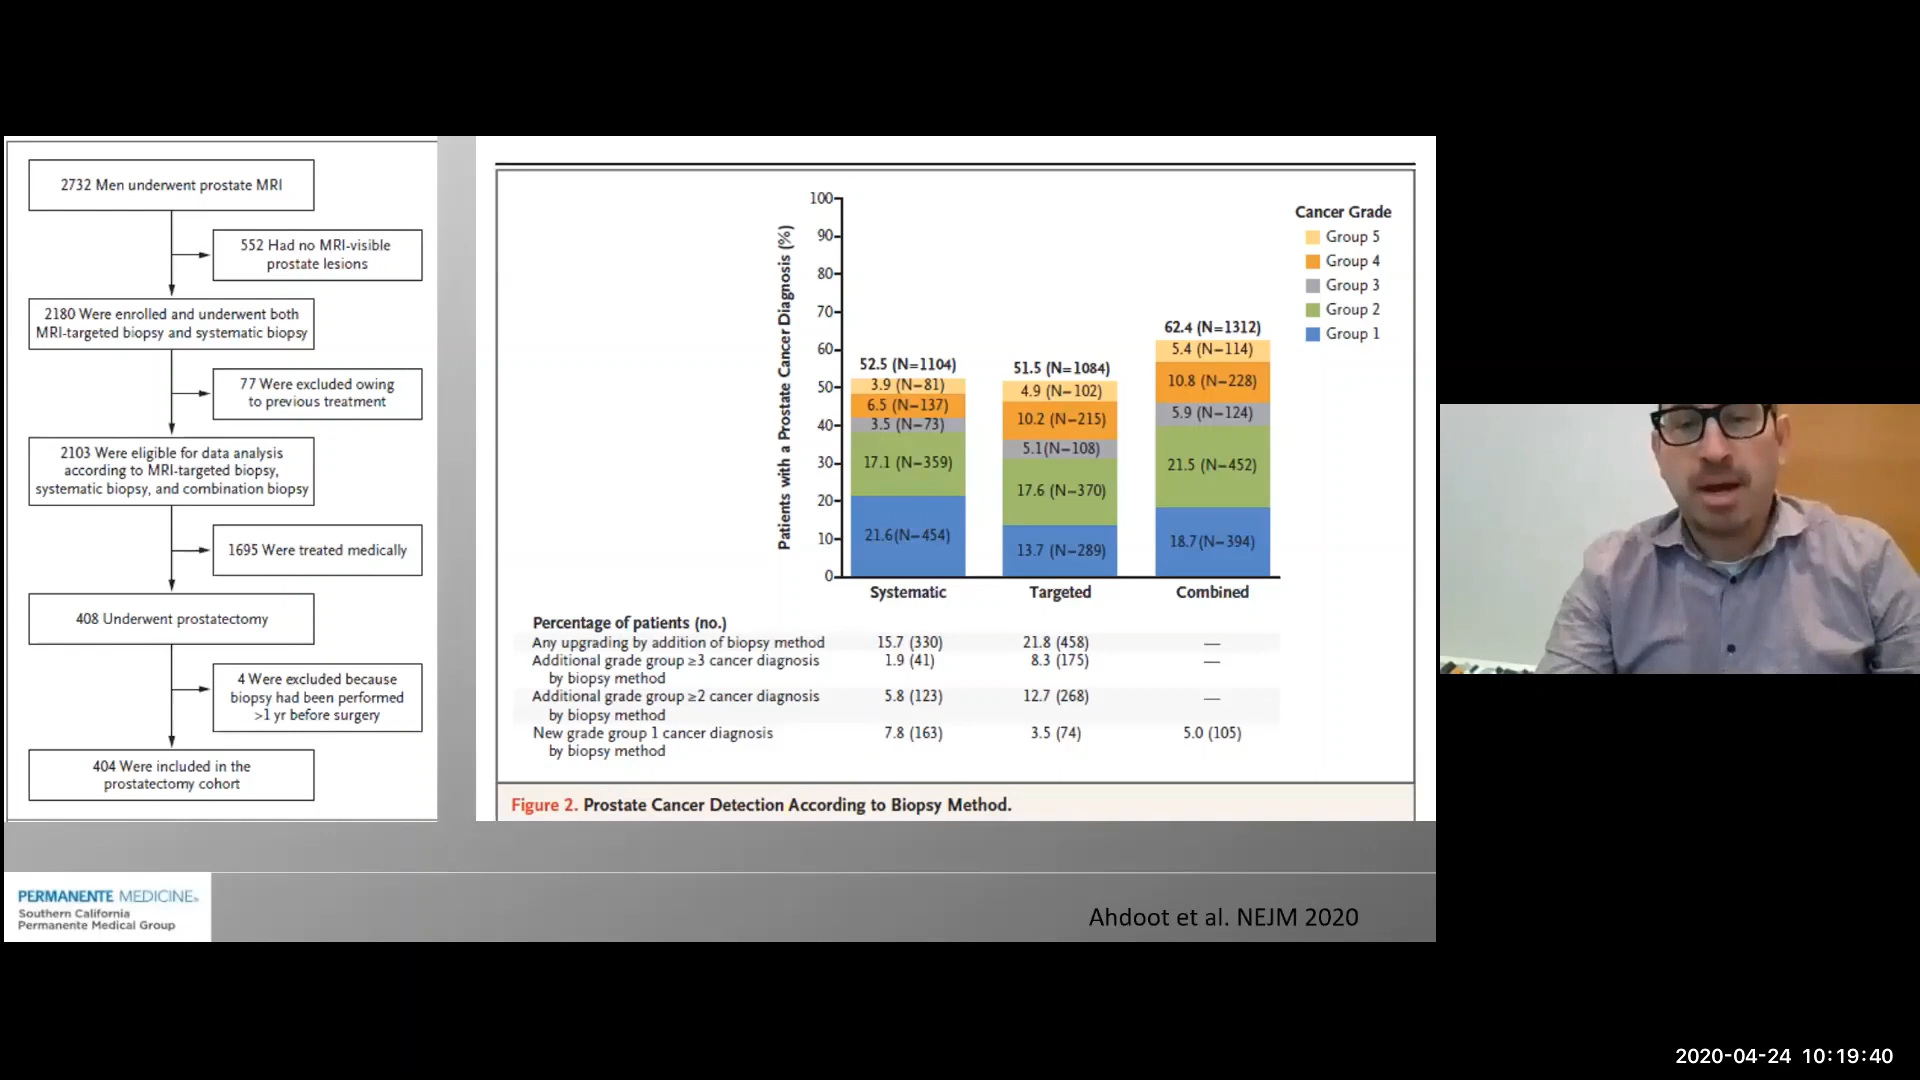 2732 Men underwent prostate MRI
552 Had no MRI-visible
prostate lesions
2180 Were enrolled and underwent both
MRI-targeted biopsy and systematic biopsy
77 Were excluded owing
to previous treatment
2103 Were eligible for data analysis
according to MRI-targeted biopsy,
systematic biopsy, and combination biopsy
1695 Were treated medically
408 Underwent prostatectomy
4 Were excluded because
biopsy had been performed
>1 yr before surgery
404 Were included in the
prostatectomy cohort
Patients with a Prostate Cancer Diagnosis (%)
100
90
80
70
60
50
40
30
20
10
0
52.5 (N=1104)
3.9 (N=81)
6.5 (N=137)
3.5 (N=73)
17.1 (N=359)
21.6(N=454)
Systematic
51.5 (N=1084)
4.9 (N=102)
10.2 (N=215)
5.1(N=108)
17.6 (N=370)
13.7 (N=289)
Targeted
62.4 (N=1312)
5.4 (N=114)
10.8 (N=228)
5.9 (N=124)
21.5 (N=452)
18.7(N=394)
Combined
Cancer Grade
Group 5
Group 4
Group 3
Group 2
Group 1
Percentage of patients (no.)
Any upgrading by addition of biopsy method 15.7 (330) 21.8 (458) —
Additional grade group ≥3 cancer diagnosis 1.9 (41) 8.3 (175) —
by biopsy method
Additional grade group ≥2 cancer diagnosis 5.8 (123) 12.7 (268) —
by biopsy method
New grade group 1 cancer diagnosis 7.8 (163) 3.5 (74) 5.0 (105)
by biopsy method
Figure 2. Prostate Cancer Detection According to Biopsy Method.
PERMANENTE MEDICINE®
Southern California
Permanente Medical Group
Ahdoot et al. NEJM 2020
2020-04-24 10:19:40